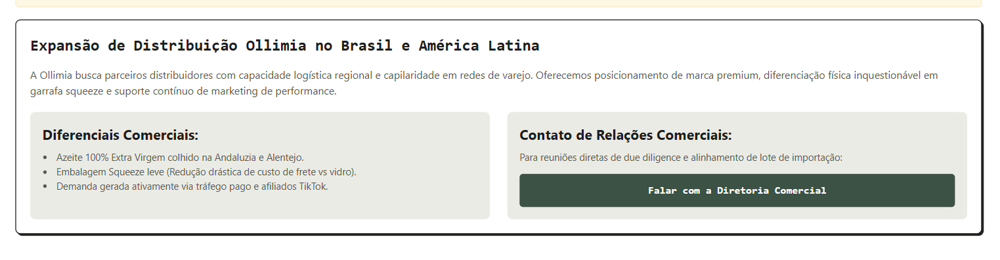 Expansão de Distribuição Ollimia no Brasil e América Latina
A Ollimia busca parceiros distribuidores com capacidade logística regional e capilaridade em redes de varejo. Oferecemos posicionamento de marca premium, diferenciação física inquestionável em
garrafa squeeze e suporte contínuo de marketing de performance.
Diferenciais Comerciais:
• Azeite 100% Extra Virgem colhido na Andaluzia e Alentejo.
• Embalagem Squeeze leve (Redução drástica de custo de frete vs vidro).
• Demanda gerada ativamente via tráfego pago e afiliados TikTok.
Contato de Relações Comerciais:
Para reuniões diretas de due diligence e alinhamento de lote de importação:
Falar com a Diretoria Comercial